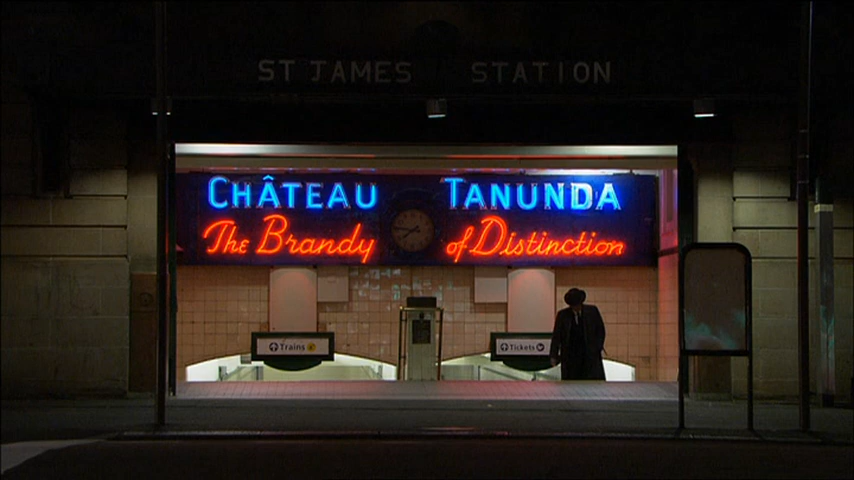 ST JAMES STATION
CHÂTEAU TANUNDA
The Brandy of Distinction
Trains
Tickets